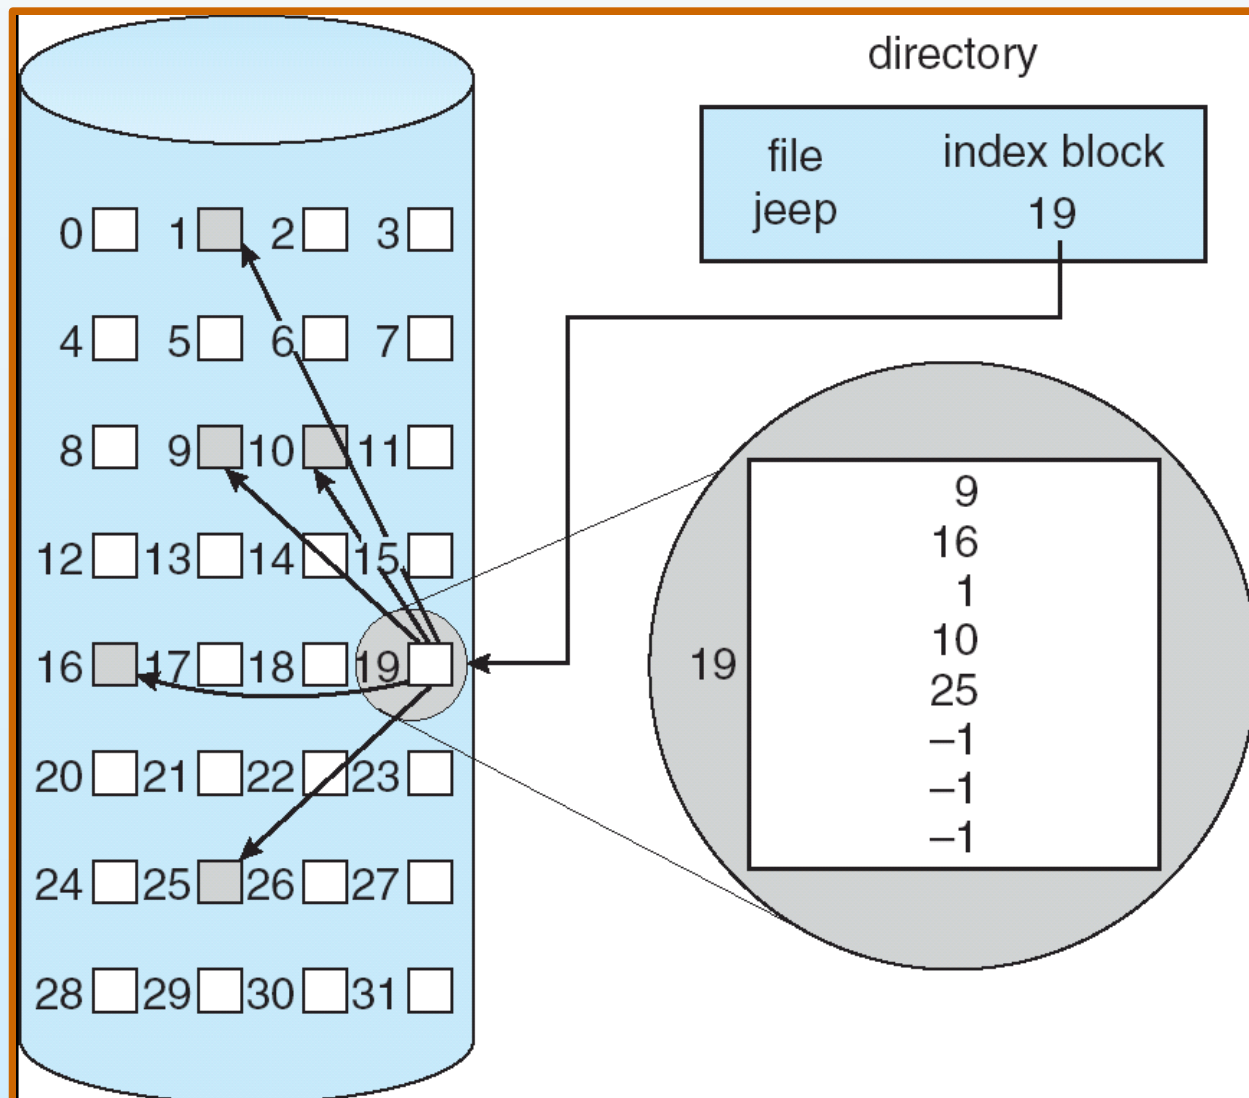 directory
file index block
jeep 19
0 1 2 3
4 5 6 7
8 9 10 11
12 13 14 15
16 17 18 19
20 21 22 23
24 25 26 27
28 29 30 31
19
9
16
1
10
25
–1
–1
–1